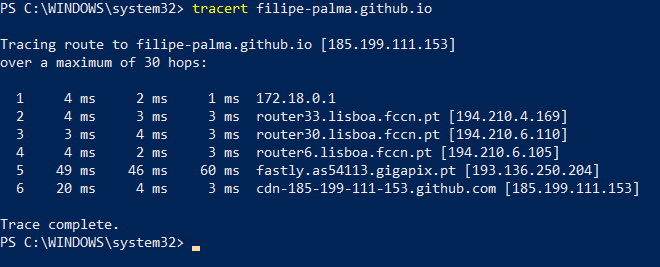 PS C:\WINDOWS\system32> tracert filipe-palma.github.io
Tracing route to filipe-palma.github.io [185.199.111.153]
over a maximum of 30 hops:
1 4 ms 2 ms 1 ms 172.18.0.1
2 4 ms 3 ms 3 ms router33.lisboa.fccn.pt [194.210.4.169]
3 3 ms 4 ms 3 ms router30.lisboa.fccn.pt [194.210.6.110]
4 4 ms 2 ms 3 ms router6.lisboa.fccn.pt [194.210.6.105]
5 49 ms 46 ms 60 ms fastly.as54113.gigapix.pt [193.136.250.204]
6 20 ms 4 ms 3 ms cdn-185-199-111-153.github.com [185.199.111.153]
Trace complete.
PS C:\WINDOWS\system32>